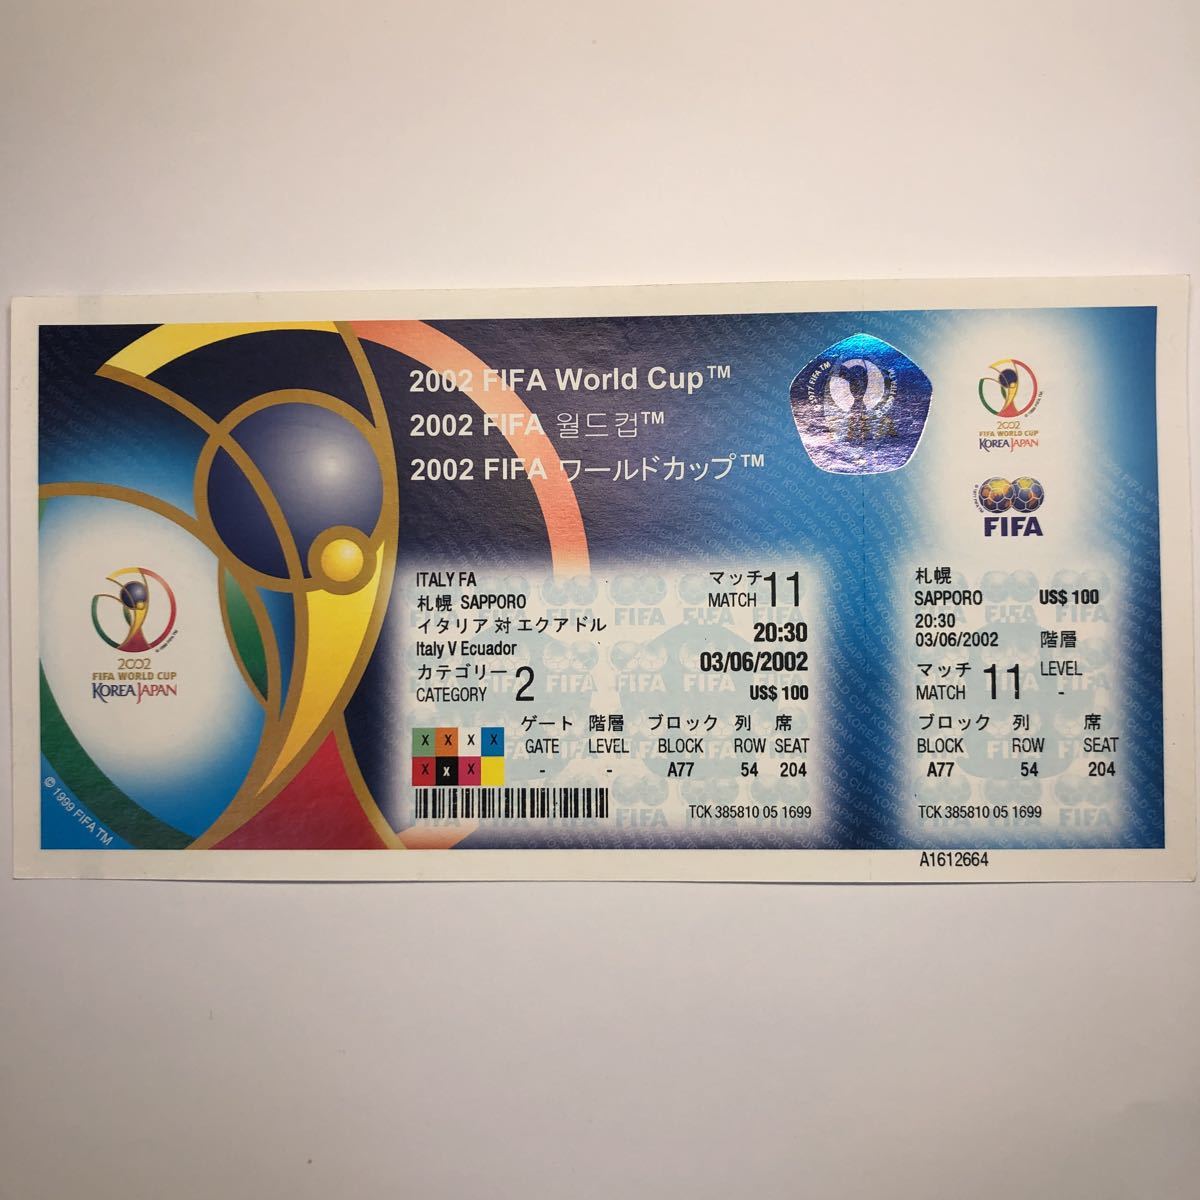 2002 FIFA World Cup™
2002 FIFA 월드컵™
2002 FIFA ワールドカップ™
2002
FIFA WORLD CUP
KOREA JAPAN
© 1999 FIFA TM
ITALY FA
札幌 SAPPORO
イタリア 対 エクアドル
Italy V Ecuador
カテゴリー
CATEGORY 2
マッチ
MATCH 11
20:30
03/06/2002
US$ 100
ゲート 階層 ブロック 列 席
GATE LEVEL BLOCK ROW SEAT
- - A77 54 204
X X X X
X X X
TCK 385810 05 1699
2002
FIFA WORLD CUP
KOREA JAPAN
FIFA
札幌
SAPPORO US$ 100
20:30
03/06/2002 階層
マッチ LEVEL
MATCH 11 -
ブロック 列 席
BLOCK ROW SEAT
A77 54 204
TCK 385810 05 1699
A1612664